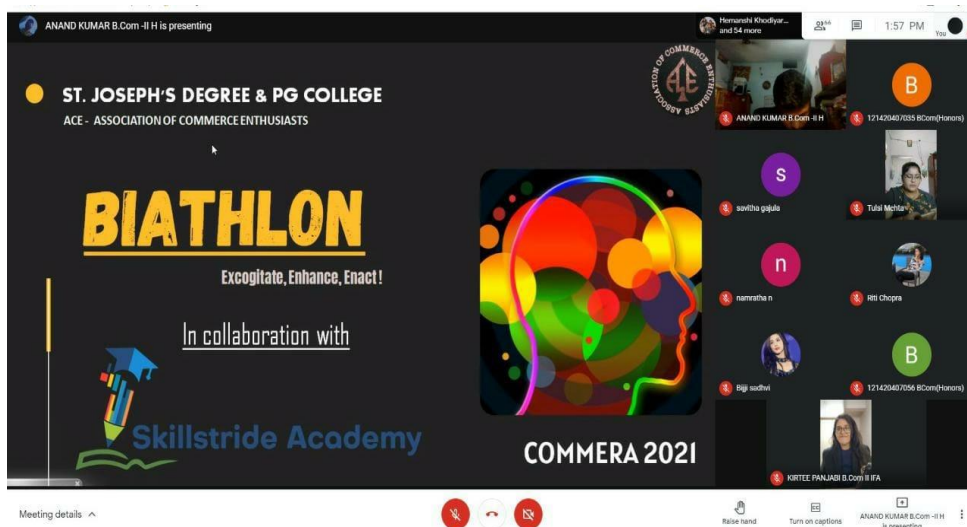 ANAND KUMAR B.Com -II H is presenting
Hemanshi Khodiyar...
and 54 more
66
1:57 PM
You
ST. JOSEPH'S DEGREE & PG COLLEGE
ACE - ASSOCIATION OF COMMERCE ENTHUSIASTS
ASSOCIATION OF COMMERCE ENTHUSIASTS
ACE
BIATHLON
Excogitate, Enhance, Enact !
In collaboration with
Skillstride Academy
COMMERA 2021
ANAND KUMAR B.Com -II H
B
121420407035 BCom(Honors)
S
savitha gajula
Tulsi Mehta
n
namratha n
Riti Chopra
Bijji sadhvi
B
121420407056 BCom(Honors)
KIRTEE PANJABI B.Com II IFA
Meeting details
Raise hand
Turn on captions
ANAND KUMAR B.Com -II H
is presenting